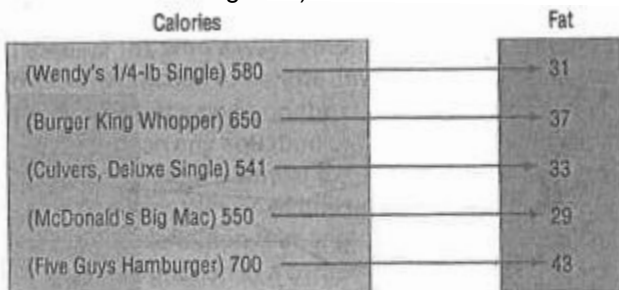 Calories Fat
(Wendy's 1/4-lb Single) 580 31
(Burger King Whopper) 650 37
(Culvers, Deluxe Single) 541 33
(McDonald's Big Mac) 550 29
(Five Guys Hamburger) 700 43